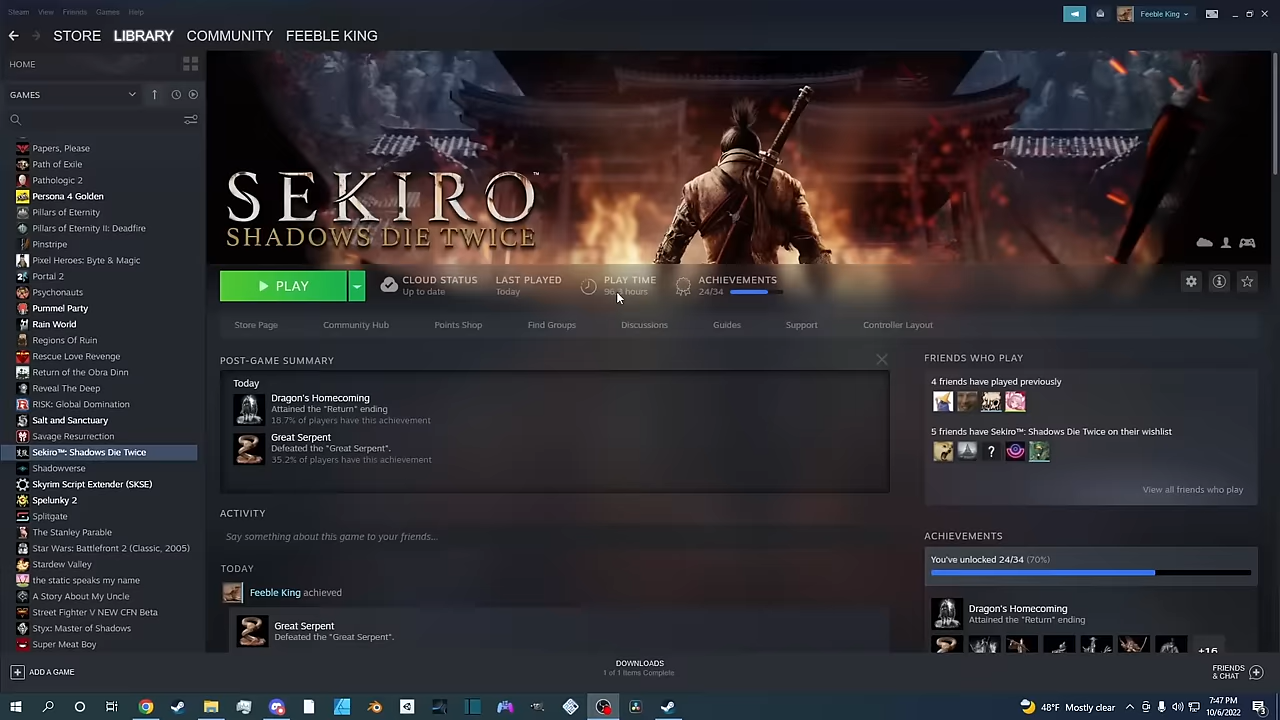 Steam View Friends Games Help
Feeble King
STORE LIBRARY COMMUNITY FEEBLE KING
HOME
GAMES
Papers, Please
Path of Exile
Pathologic 2
Persona 4 Golden
Pillars of Eternity
Pillars of Eternity II: Deadfire
Pinstripe
Pixel Heroes: Byte & Magic
Portal 2
Psychonauts
Pummel Party
Rain World
Regions Of Ruin
Rescue Love Revenge
Return of the Obra Dinn
Reveal The Deep
RISK: Global Domination
Salt and Sanctuary
Savage Resurrection
Sekiro™: Shadows Die Twice
Shadowverse
Skyrim Script Extender (SKSE)
Spelunky 2
Splitgate
The Stanley Parable
Star Wars: Battlefront 2 (Classic, 2005)
Stardew Valley
the static speaks my name
A Story About My Uncle
Street Fighter V NEW CFN Beta
Styx: Master of Shadows
Super Meat Boy
ADD A GAME
SEKIRO™
SHADOWS DIE TWICE
PLAY
CLOUD STATUS
Up to date
LAST PLAYED
Today
PLAY TIME
hours
ACHIEVEMENTS
24/34
Store Page Community Hub Points Shop Find Groups Discussions Guides Support Controller Layout
POST-GAME SUMMARY
Today
Dragon's Homecoming
Attained the "Return" ending
18.7% of players have this achievement
Great Serpent
Defeated the "Great Serpent".
35.2% of players have this achievement
ACTIVITY
Say something about this game to your friends...
TODAY
Feeble King achieved
Great Serpent
Defeated the "Great Serpent".
FRIENDS WHO PLAY
4 friends have played previously
5 friends have Sekiro™: Shadows Die Twice on their wishlist
?
View all friends who play
ACHIEVEMENTS
You've unlocked 24/34 (70%)
Dragon's Homecoming
Attained the "Return" ending
+16
DOWNLOADS
1 of 1 Items Complete
FRIENDS
& CHAT
48°F Mostly clear
7:47 PM
10/6/2022